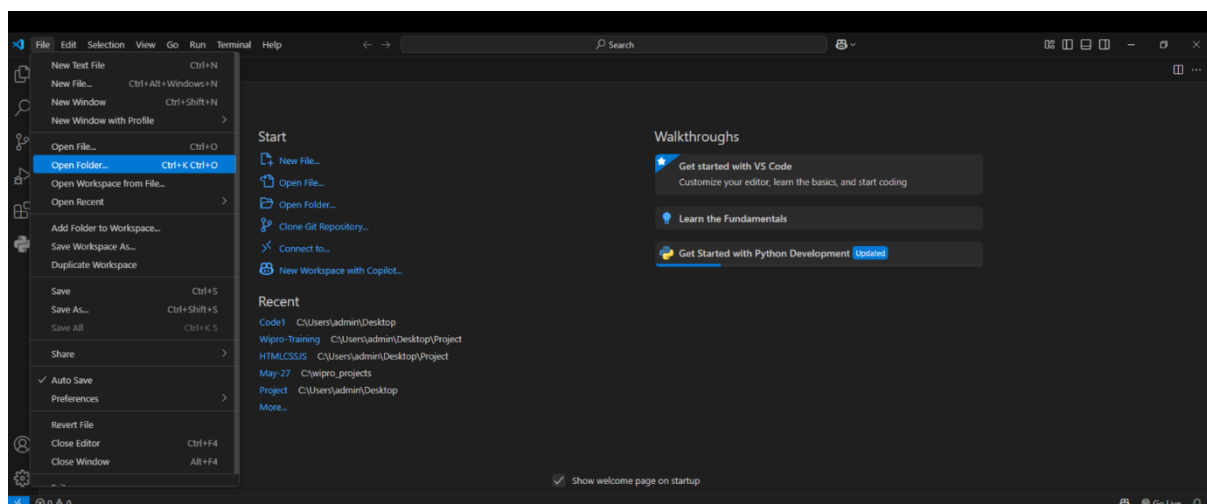 File Edit Selection View Go Run Terminal Help
Search
New Text File Ctrl+N
New File... Ctrl+Alt+Windows+N
New Window Ctrl+Shift+N
New Window with Profile
Open File... Ctrl+O
Open Folder... Ctrl+K Ctrl+O
Open Workspace from File...
Open Recent
Add Folder to Workspace...
Save Workspace As...
Duplicate Workspace
Save Ctrl+S
Save As... Ctrl+Shift+S
Save All Ctrl+K S
Share
Auto Save
Preferences
Revert File
Close Editor Ctrl+F4
Close Window Alt+F4
Start
New File...
Open File...
Open Folder...
Clone Git Repository...
Connect to...
New Workspace with Copilot...
Recent
Code1 C:\Users\admin\Desktop
Wipro-Training C:\Users\admin\Desktop\Project
HTMLCSSJS C:\Users\admin\Desktop\Project
May-27 C:\wipro_projects
Project C:\Users\admin\Desktop
More...
Walkthroughs
Get started with VS Code
Customize your editor, learn the basics, and start coding
Learn the Fundamentals
Get Started with Python Development Updated
Show welcome page on startup
0 0
Go Live